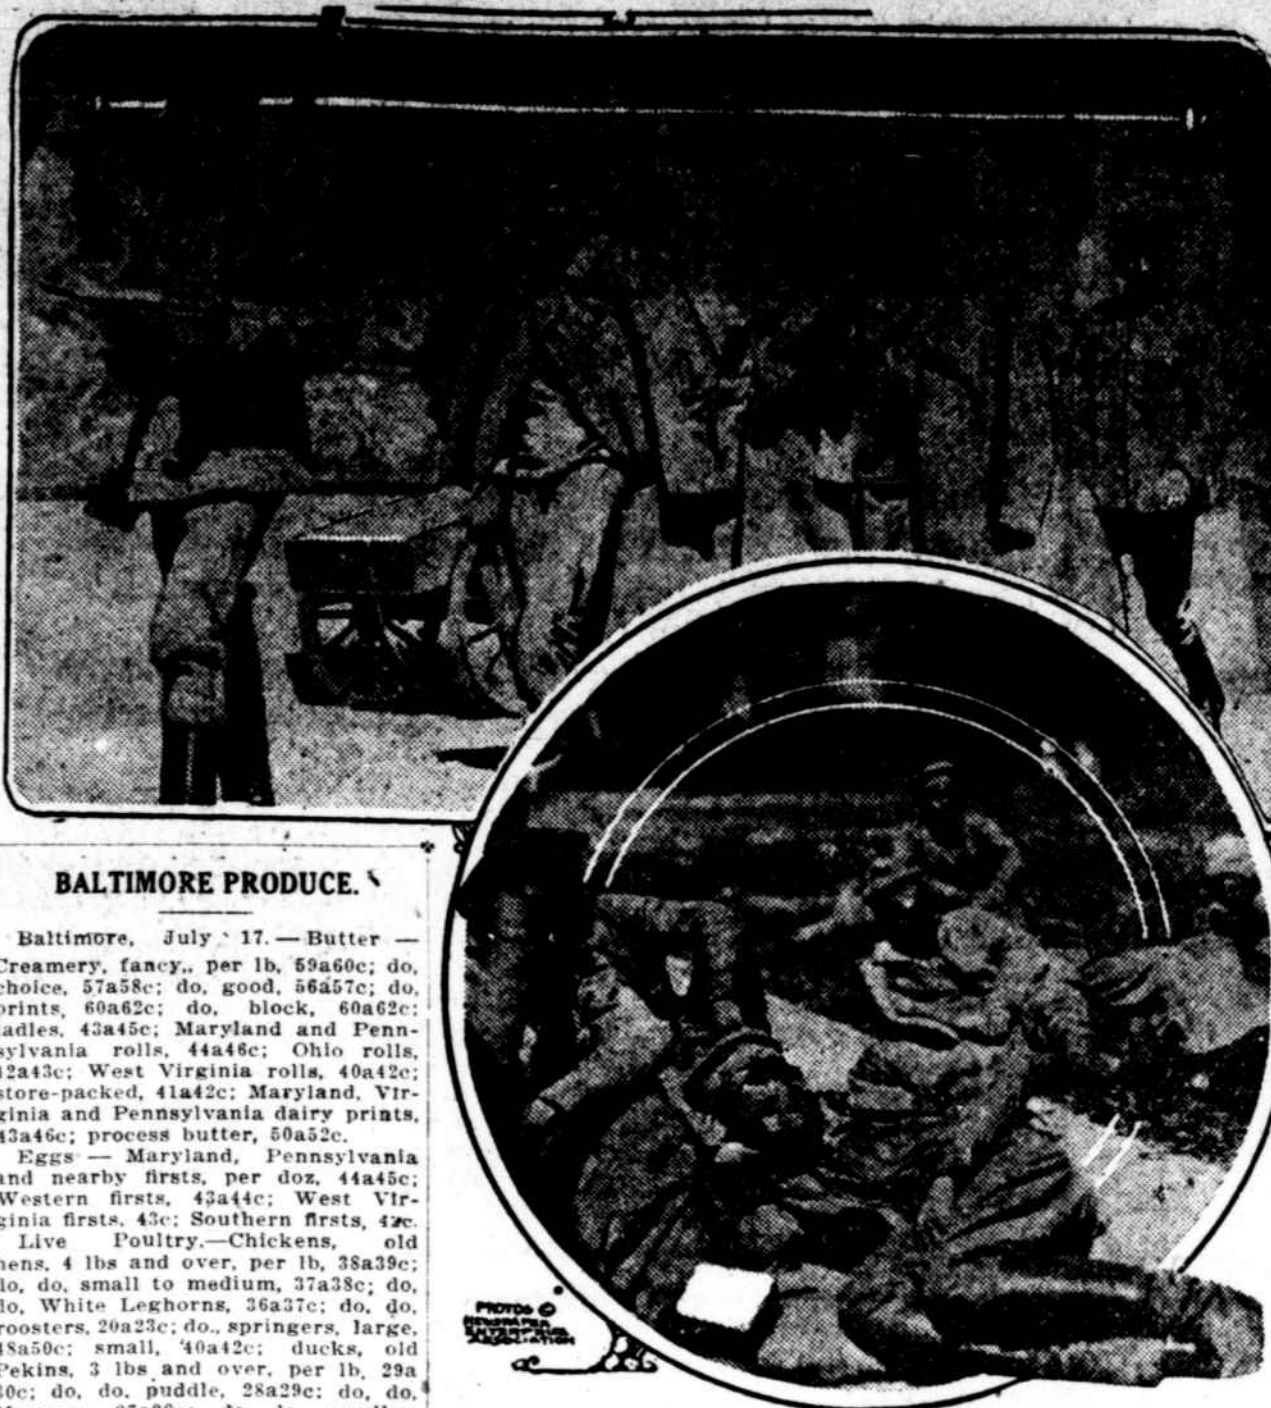 BALTIMORE PRODUCE.
Baltimore, July 17. — Butter —
Creamery, fancy,. per lb, 59a60c; do,
choice, 57a58c; do, good, 56a57c; do,
prints, 60a62c; do, block, 60a62c;
ladles, 43a45c; Maryland and Penn-
sylvania rolls, 44a46c; Ohio rolls,
42a43c; West Virginia rolls, 40a42c;
store-packed, 41a42c; Maryland, Vir-
ginia and Pennsylvania dairy prints,
43a46c; process butter, 50a52c.
Eggs — Maryland, Pennsylvania
and nearby firsts, per doz, 44a45c;
Western firsts, 43a44c; West Vir-
ginia firsts, 43c; Southern firsts,
Live Poultry.—Chickens, old
hens, 4 lbs and over, per lb, 38a39c;
do, do, small to medium, 37a38c; do,
do, White Leghorns, 36a37c; do, do,
roosters, 20a23c; do., springers, large,
48a50c; small, 40a42c; ducks, old
Pekins, 3 lbs and over, per lb, 29a
30c; do, do, puddle, 28a29c; do, do,
PHOTOS ©
NEWSPAPER
ENTERPRISE
ASSOCIATION